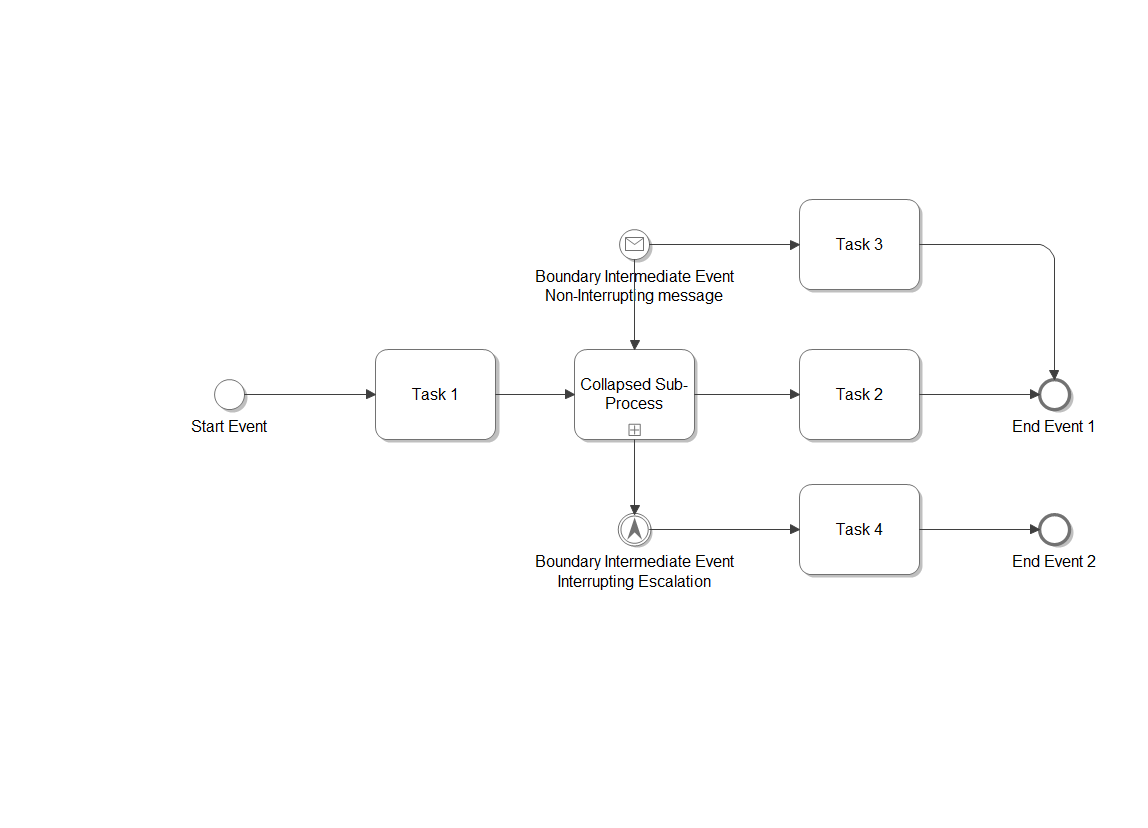 Task 3
Boundary Intermediate Event
Non-Interrupting message
Start Event
Task 1
Collapsed Sub-
Process
Task 2
End Event 1
Boundary Intermediate Event
Interrupting Escalation
Task 4
End Event 2